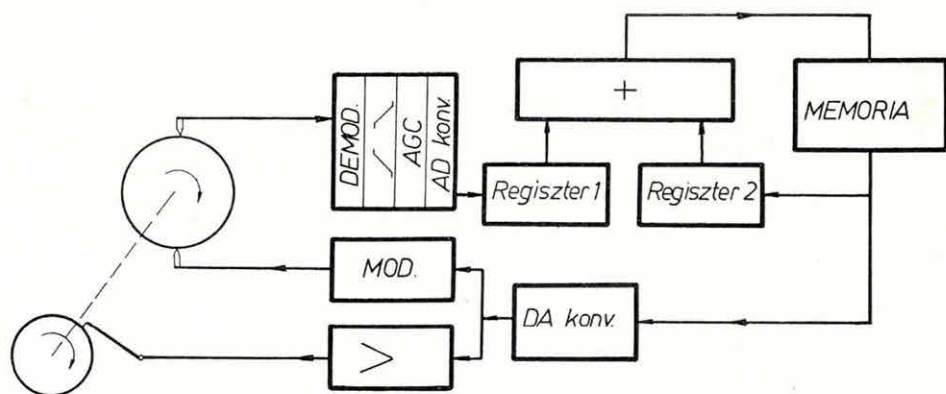 DEMOD.
AGC
AD konv.
+
MEMORIA
Regiszter 1
Regiszter 2
MOD.
DA konv.